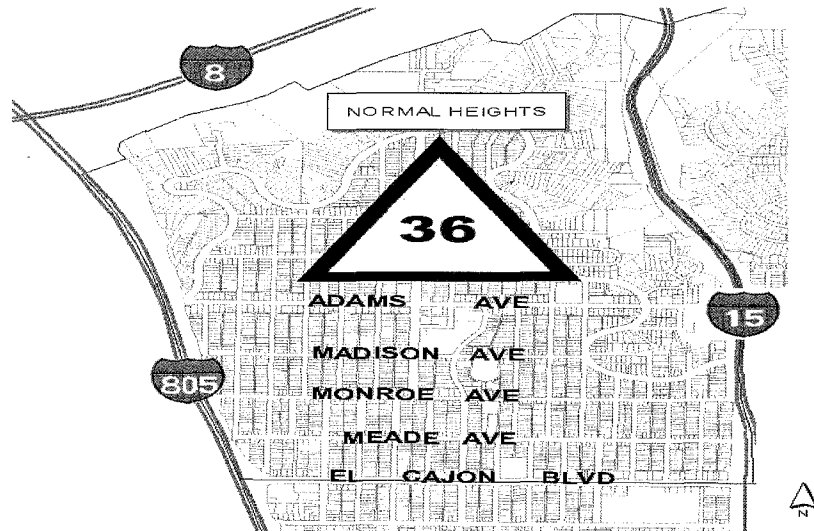 8
NORMAL HEIGHTS
36
ADAMS AVE
15
MADISON AVE
805
MONROE AVE
MEADE AVE
EL CAJON BLVD
N